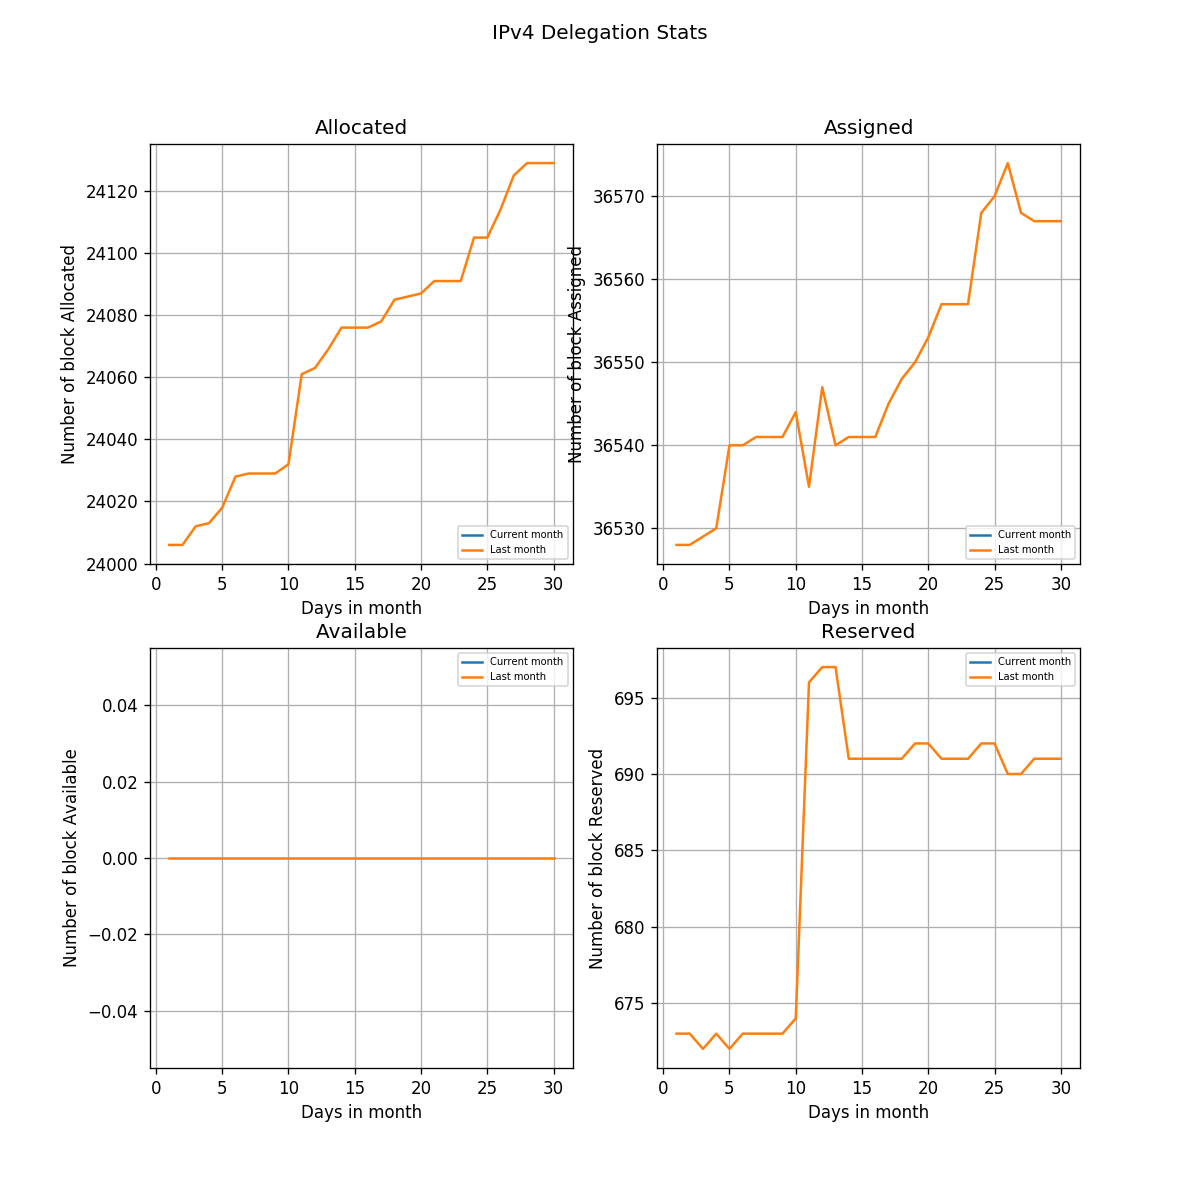 IPv4 Delegation Stats
Allocated
Number of block Allocated
24120
24100
24080
24060
24040
24020
24000
0 5 10 15 20 25 30
Days in month
Current month
Last month
Assigned
Number of block Assigned
36570
36560
36550
36540
36530
0 5 10 15 20 25 30
Days in month
Current month
Last month
Available
Number of block Available
0.04
0.02
0.00
−0.02
−0.04
0 5 10 15 20 25 30
Days in month
Current month
Last month
Reserved
Number of block Reserved
695
690
685
680
675
0 5 10 15 20 25 30
Days in month
Current month
Last month